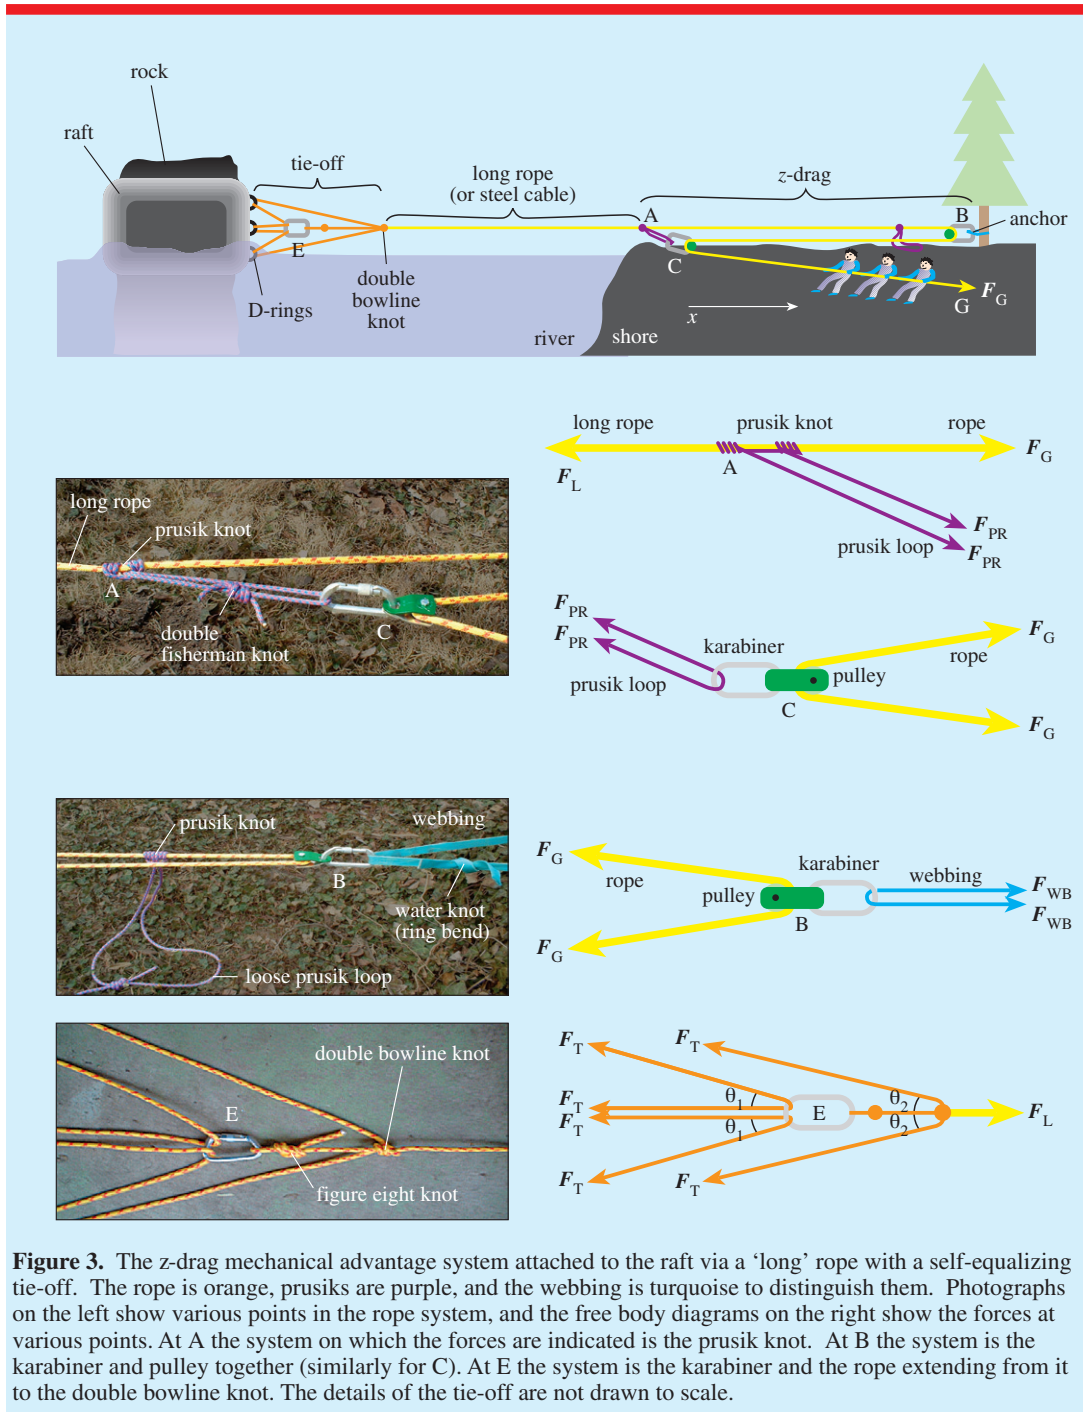 rock
raft
tie-off
long rope
(or steel cable)
z-drag
A
B
anchor
E
C
D-rings
double
bowline
knot
x
G
F_G
river
shore
long rope
prusik knot
rope
F_L
A
F_G
F_PR
prusik loop
F_PR
long rope
prusik knot
A
double
fisherman knot
C
F_PR
F_PR
karabiner
prusik loop
pulley
C
rope
F_G
F_G
prusik knot
webbing
B
water knot
(ring bend)
loose prusik loop
F_G
rope
karabiner
webbing
pulley
B
F_WB
F_WB
F_G
double bowline knot
E
figure eight knot
F_T
F_T
F_T
F_T
θ1
θ1
E
θ2
θ2
F_L
F_T
F_T
Figure 3. The z-drag mechanical advantage system attached to the raft via a ‘long’ rope with a self-equalizing
tie-off. The rope is orange, prusiks are purple, and the webbing is turquoise to distinguish them. Photographs
on the left show various points in the rope system, and the free body diagrams on the right show the forces at
various points. At A the system on which the forces are indicated is the prusik knot. At B the system is the
karabiner and pulley together (similarly for C). At E the system is the karabiner and the rope extending from it
to the double bowline knot. The details of the tie-off are not drawn to scale.